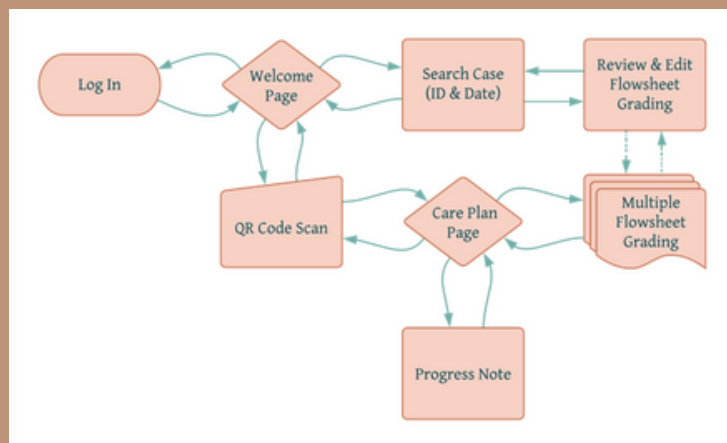 Log In
Welcome
Page
Search Case
(ID & Date)
Review & Edit
Flowsheet
Grading
QR Code Scan
Care Plan
Page
Multiple
Flowsheet
Grading
Progress Note